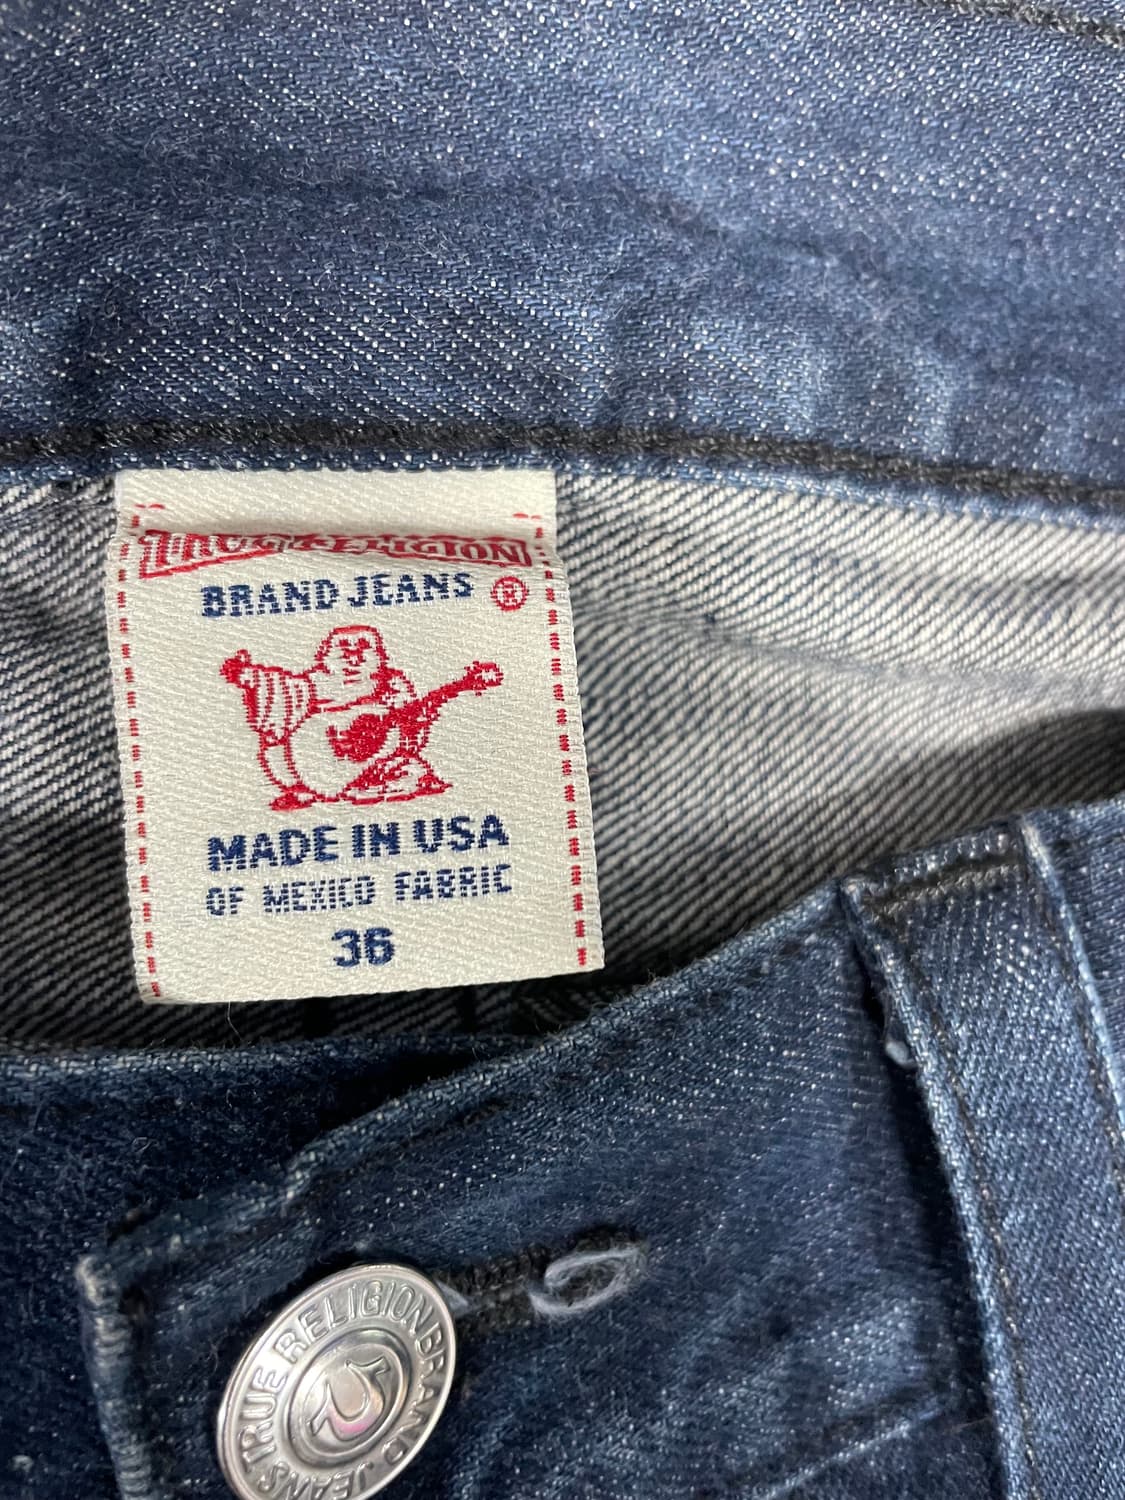 TRUE RELIGION
BRAND JEANS ®
MADE IN USA
OF MEXICO FABRIC
36
TRUE RELIGION BRAND JEANS